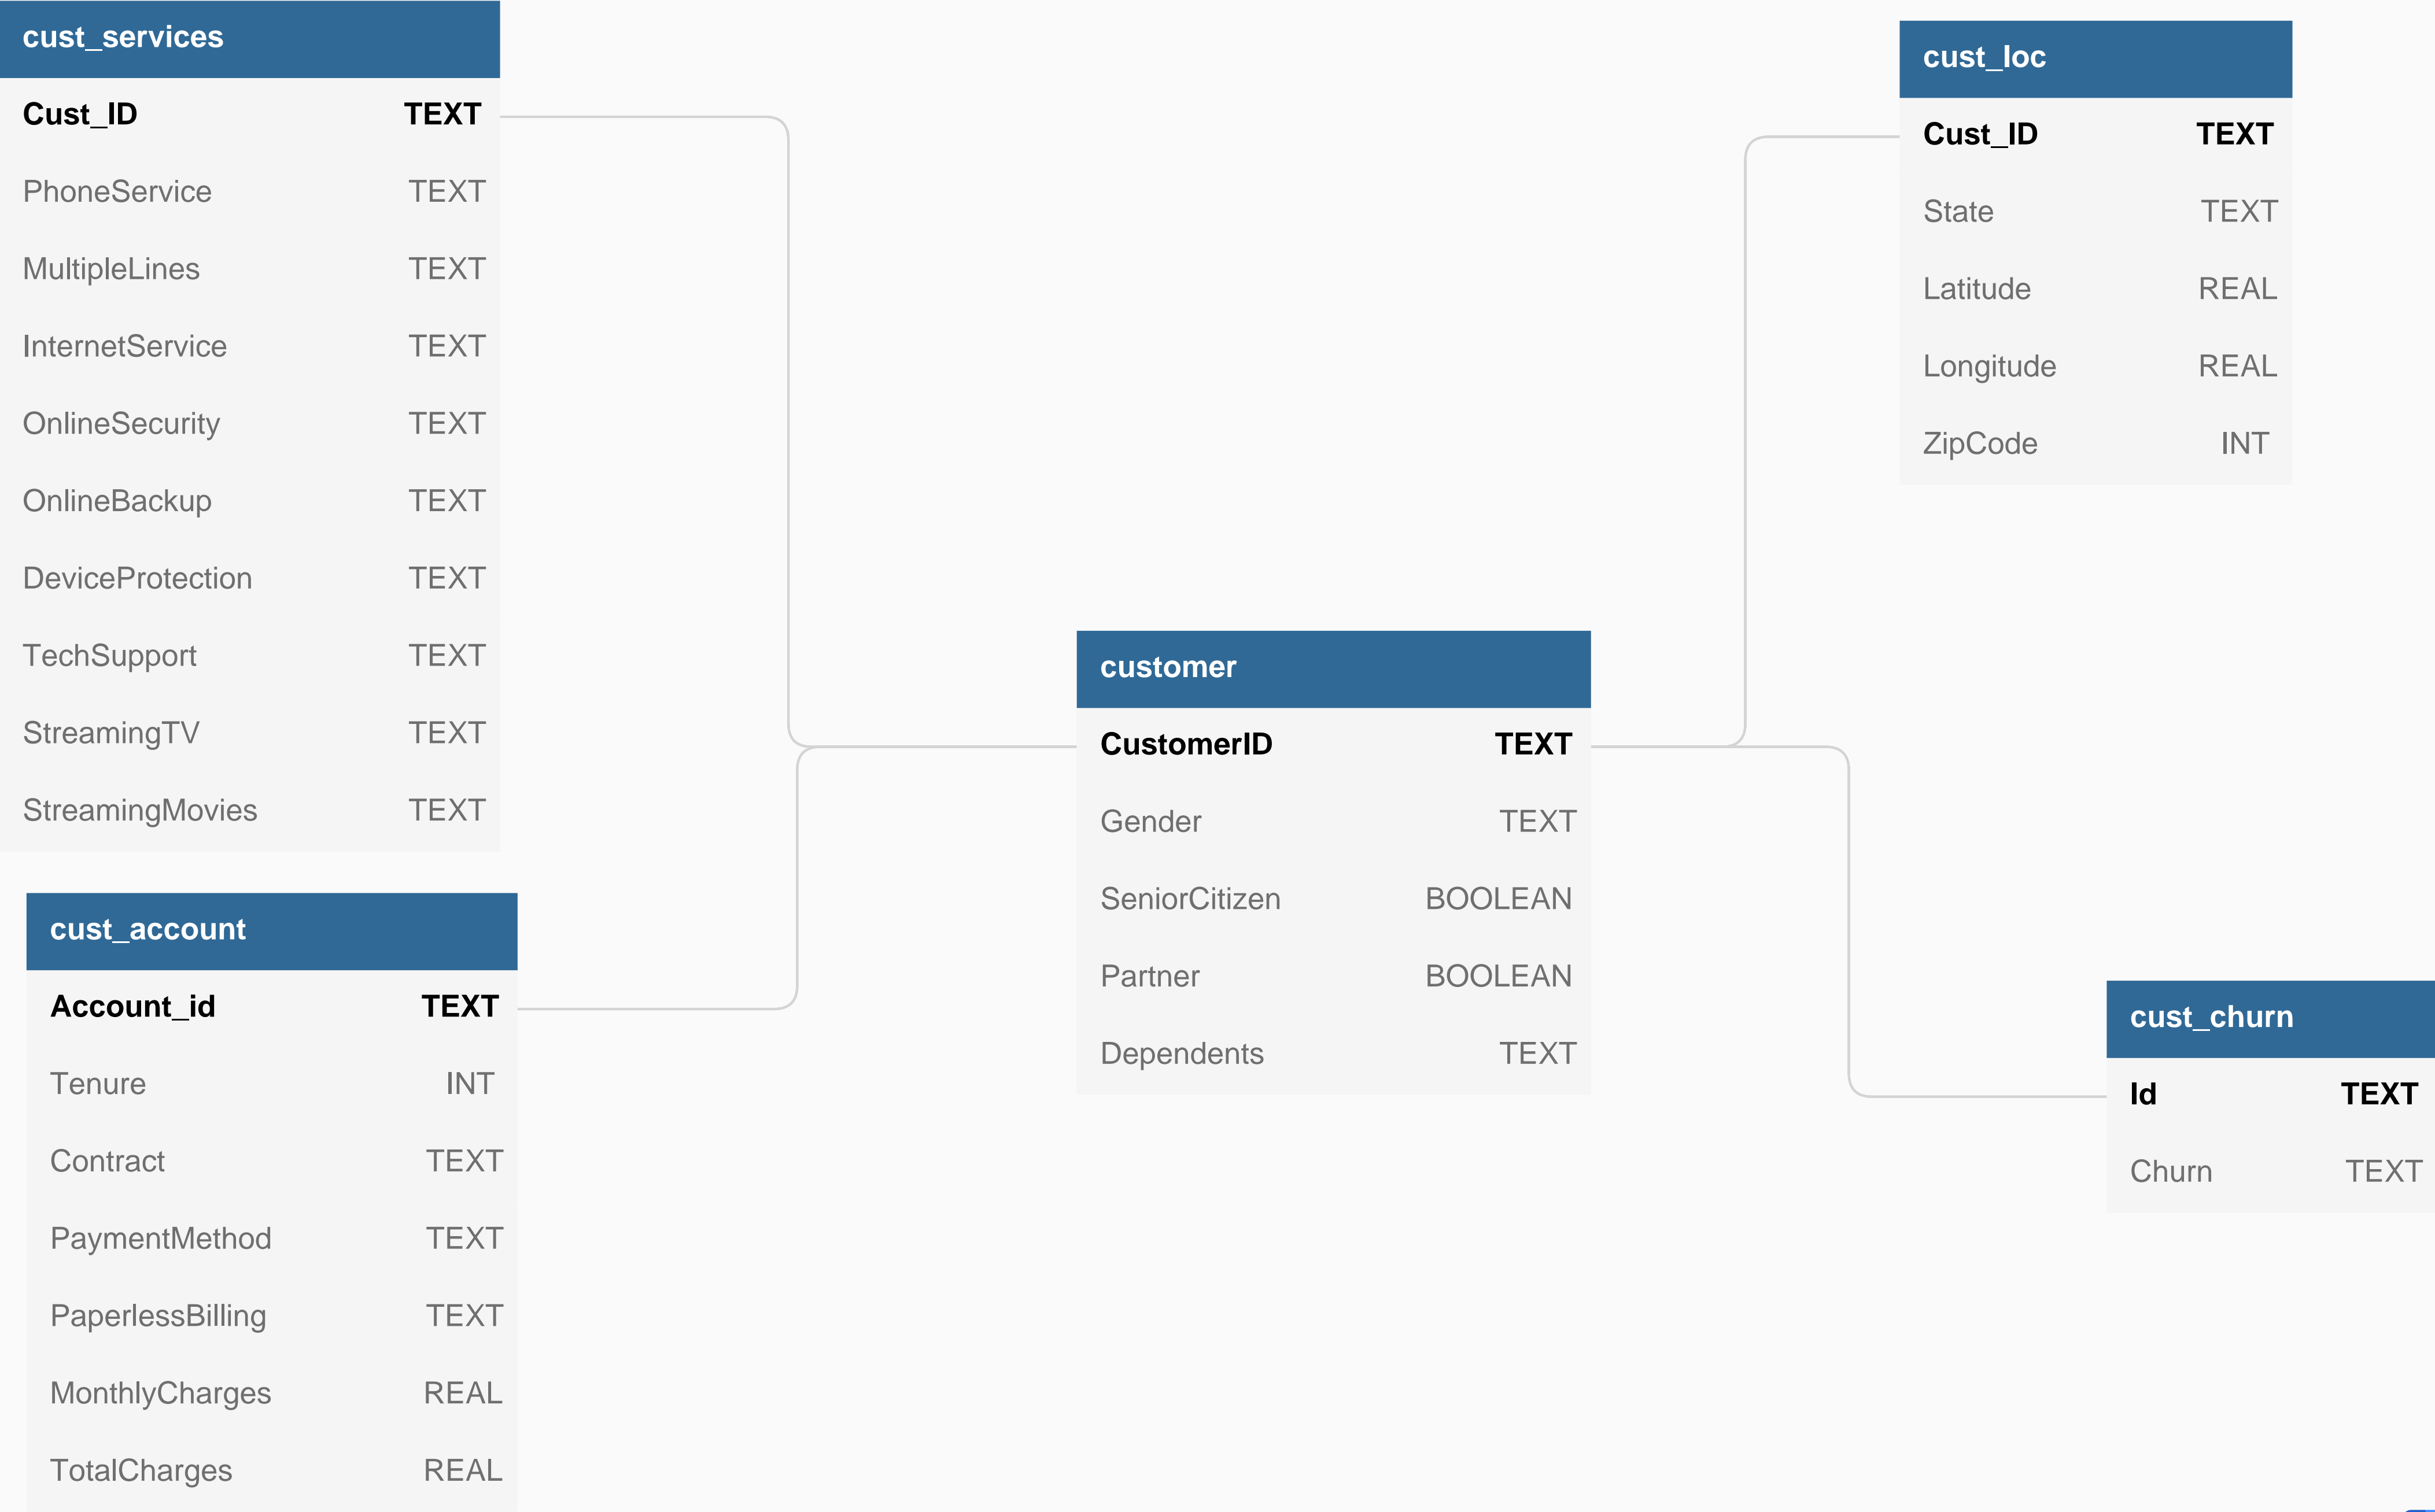 cust_services
Cust_ID TEXT
PhoneService TEXT
MultipleLines TEXT
InternetService TEXT
OnlineSecurity TEXT
OnlineBackup TEXT
DeviceProtection TEXT
TechSupport TEXT
StreamingTV TEXT
StreamingMovies TEXT
cust_account
Account_id TEXT
Tenure INT
Contract TEXT
PaymentMethod TEXT
PaperlessBilling TEXT
MonthlyCharges REAL
TotalCharges REAL
customer
CustomerID TEXT
Gender TEXT
SeniorCitizen BOOLEAN
Partner BOOLEAN
Dependents TEXT
cust_loc
Cust_ID TEXT
State TEXT
Latitude REAL
Longitude REAL
ZipCode INT
cust_churn
Id TEXT
Churn TEXT